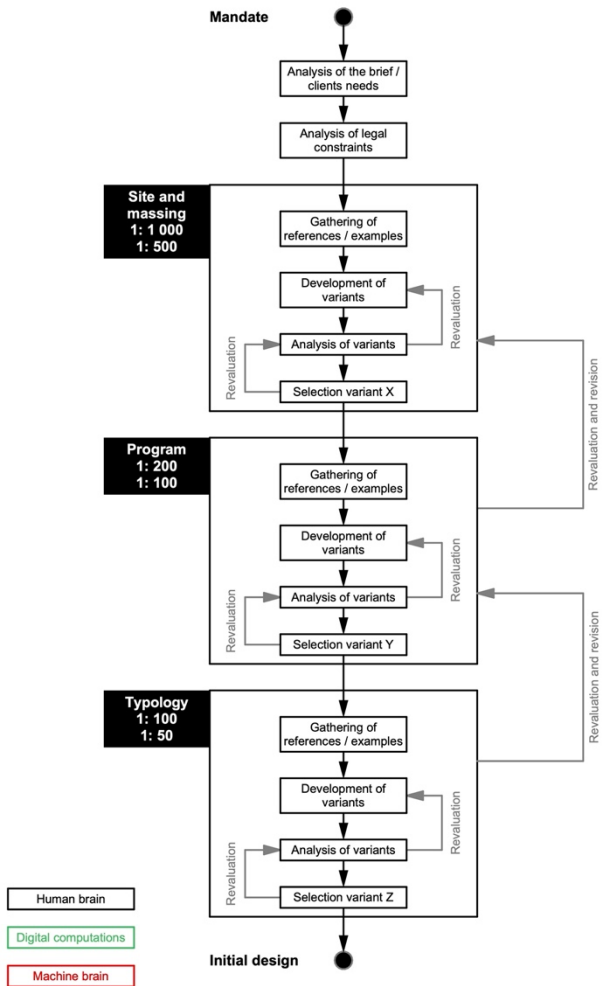 Mandate
Analysis of the brief /
clients needs
Analysis of legal
constraints
Site and
massing
1: 1 000
1: 500
Gathering of
references / examples
Development of
variants
Revaluation
Analysis of variants
Revaluation
Selection variant X
Revaluation and revision
Program
1: 200
1: 100
Gathering of
references / examples
Development of
variants
Revaluation
Analysis of variants
Revaluation
Selection variant Y
Revaluation and revision
Typology
1: 100
1: 50
Gathering of
references / examples
Development of
variants
Revaluation
Analysis of variants
Revaluation
Selection variant Z
Human brain
Digital computations
Machine brain
Initial design